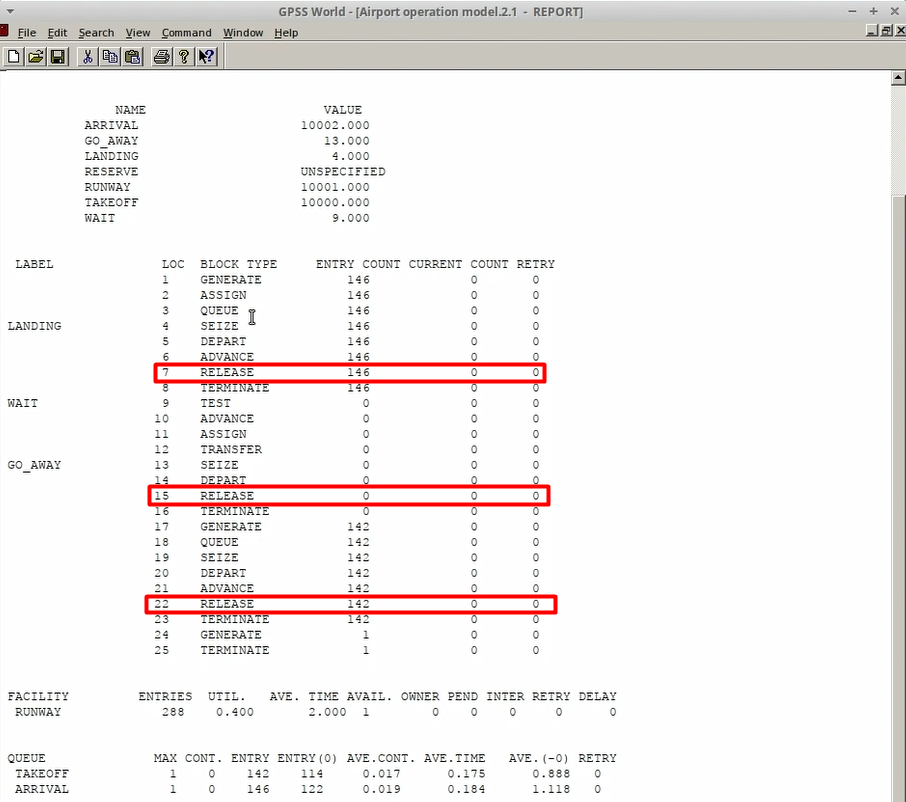 GPSS World - [Airport operation model.2.1 - REPORT]
File Edit Search View Command Window Help
NAME VALUE
ARRIVAL 10002.000
GO_AWAY 13.000
LANDING 4.000
RESERVE UNSPECIFIED
RUNWAY 10001.000
TAKEOFF 10000.000
WAIT 9.000
LABEL LOC BLOCK TYPE ENTRY COUNT CURRENT COUNT RETRY
1 GENERATE 146 0 0
2 ASSIGN 146 0 0
3 QUEUE 146 0 0
LANDING 4 SEIZE 146 0 0
5 DEPART 146 0 0
6 ADVANCE 146 0 0
7 RELEASE 146 0 0
8 TERMINATE 146 0 0
WAIT 9 TEST 0 0 0
10 ADVANCE 0 0 0
11 ASSIGN 0 0 0
12 TRANSFER 0 0 0
GO_AWAY 13 SEIZE 0 0 0
14 DEPART 0 0 0
15 RELEASE 0 0 0
16 TERMINATE 0 0 0
17 GENERATE 142 0 0
18 QUEUE 142 0 0
19 SEIZE 142 0 0
20 DEPART 142 0 0
21 ADVANCE 142 0 0
22 RELEASE 142 0 0
23 TERMINATE 142 0 0
24 GENERATE 1 0 0
25 TERMINATE 1 0 0
FACILITY ENTRIES UTIL. AVE. TIME AVAIL. OWNER PEND INTER RETRY DELAY
RUNWAY 288 0.400 2.000 1 0 0 0 0 0
QUEUE MAX CONT. ENTRY ENTRY(0) AVE.CONT. AVE.TIME AVE.(-0) RETRY
TAKEOFF 1 0 142 114 0.017 0.175 0.888 0
ARRIVAL 1 0 146 122 0.019 0.184 1.118 0